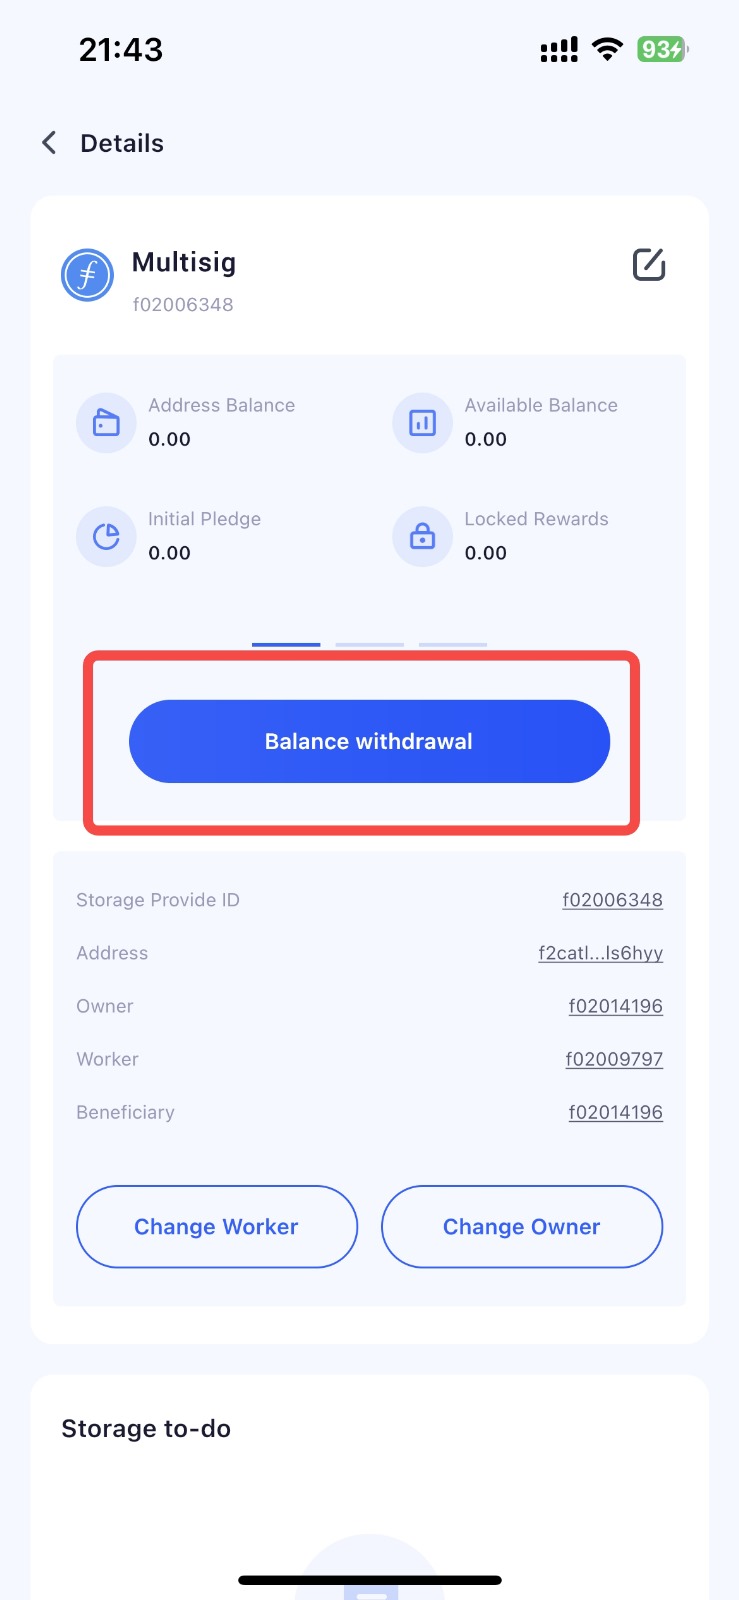 21:43
93
Details
Multisig
f02006348
Address Balance
0.00
Available Balance
0.00
Initial Pledge
0.00
Locked Rewards
0.00
Balance withdrawal
Storage Provide ID f02006348
Address f2catl...ls6hyy
Owner f02014196
Worker f02009797
Beneficiary f02014196
Change Worker Change Owner
Storage to-do